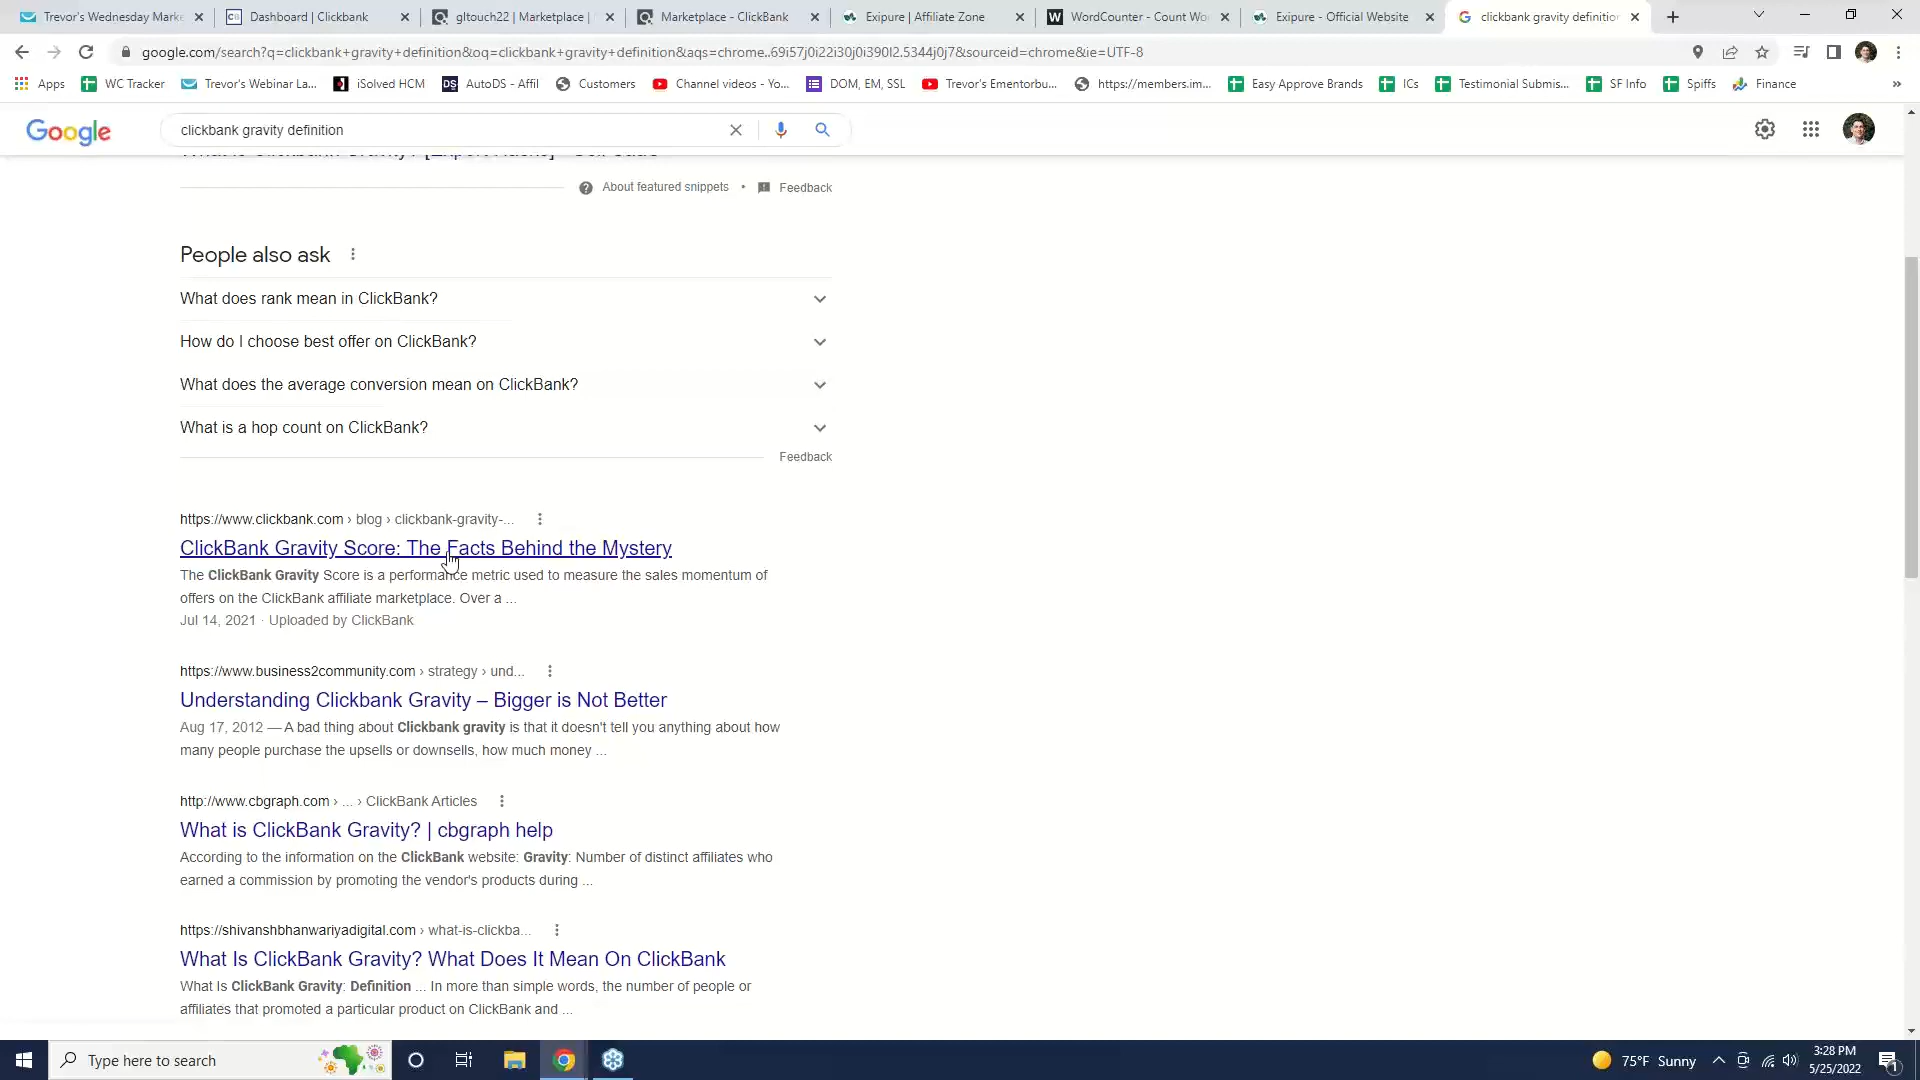 Trevor's Wednesday Marke
Dashboard | Clickbank
gltouch22 | Marketplace |
Marketplace - ClickBank
Exipure | Affiliate Zone
WordCounter - Count Wo
Exipure - Official Website
clickbank gravity definition
google.com/search?q=clickbank+gravity+definition&oq=clickbank+gravity+definition&aqs=chrome..69i57j0i22i30j0i390l2.5344j0j7&sourceid=chrome&ie=UTF-8
Apps
WC Tracker
Trevor's Webinar La...
iSolved HCM
AutoDS - Affil
Customers
Channel videos - Yo...
DOM, EM, SSL
Trevor's Ementorbu...
https://members.im...
Easy Approve Brands
ICs
Testimonial Submis...
SF Info
Spiffs
Finance
»
Google
clickbank gravity definition
About featured snippets • Feedback
People also ask
What does rank mean in ClickBank?
How do I choose best offer on ClickBank?
What does the average conversion mean on ClickBank?
What is a hop count on ClickBank?
Feedback
https://www.clickbank.com › blog › clickbank-gravity-...
ClickBank Gravity Score: The Facts Behind the Mystery
The ClickBank Gravity Score is a performance metric used to measure the sales momentum of
offers on the ClickBank affiliate marketplace. Over a ...
Jul 14, 2021 · Uploaded by ClickBank
https://www.business2community.com › strategy › und...
Understanding Clickbank Gravity – Bigger is Not Better
Aug 17, 2012 — A bad thing about Clickbank gravity is that it doesn't tell you anything about how
many people purchase the upsells or downsells, how much money ...
http://www.cbgraph.com › ... › ClickBank Articles
What is ClickBank Gravity? | cbgraph help
According to the information on the ClickBank website: Gravity: Number of distinct affiliates who
earned a commission by promoting the vendor's products during ...
https://shivanshbhanwariyadigital.com › what-is-clickba...
What Is ClickBank Gravity? What Does It Mean On ClickBank
What Is ClickBank Gravity: Definition ... In more than simple words, the number of people or
affiliates that promoted a particular product on ClickBank and ...
Type here to search
75°F Sunny
3:28 PM
5/25/2022
1